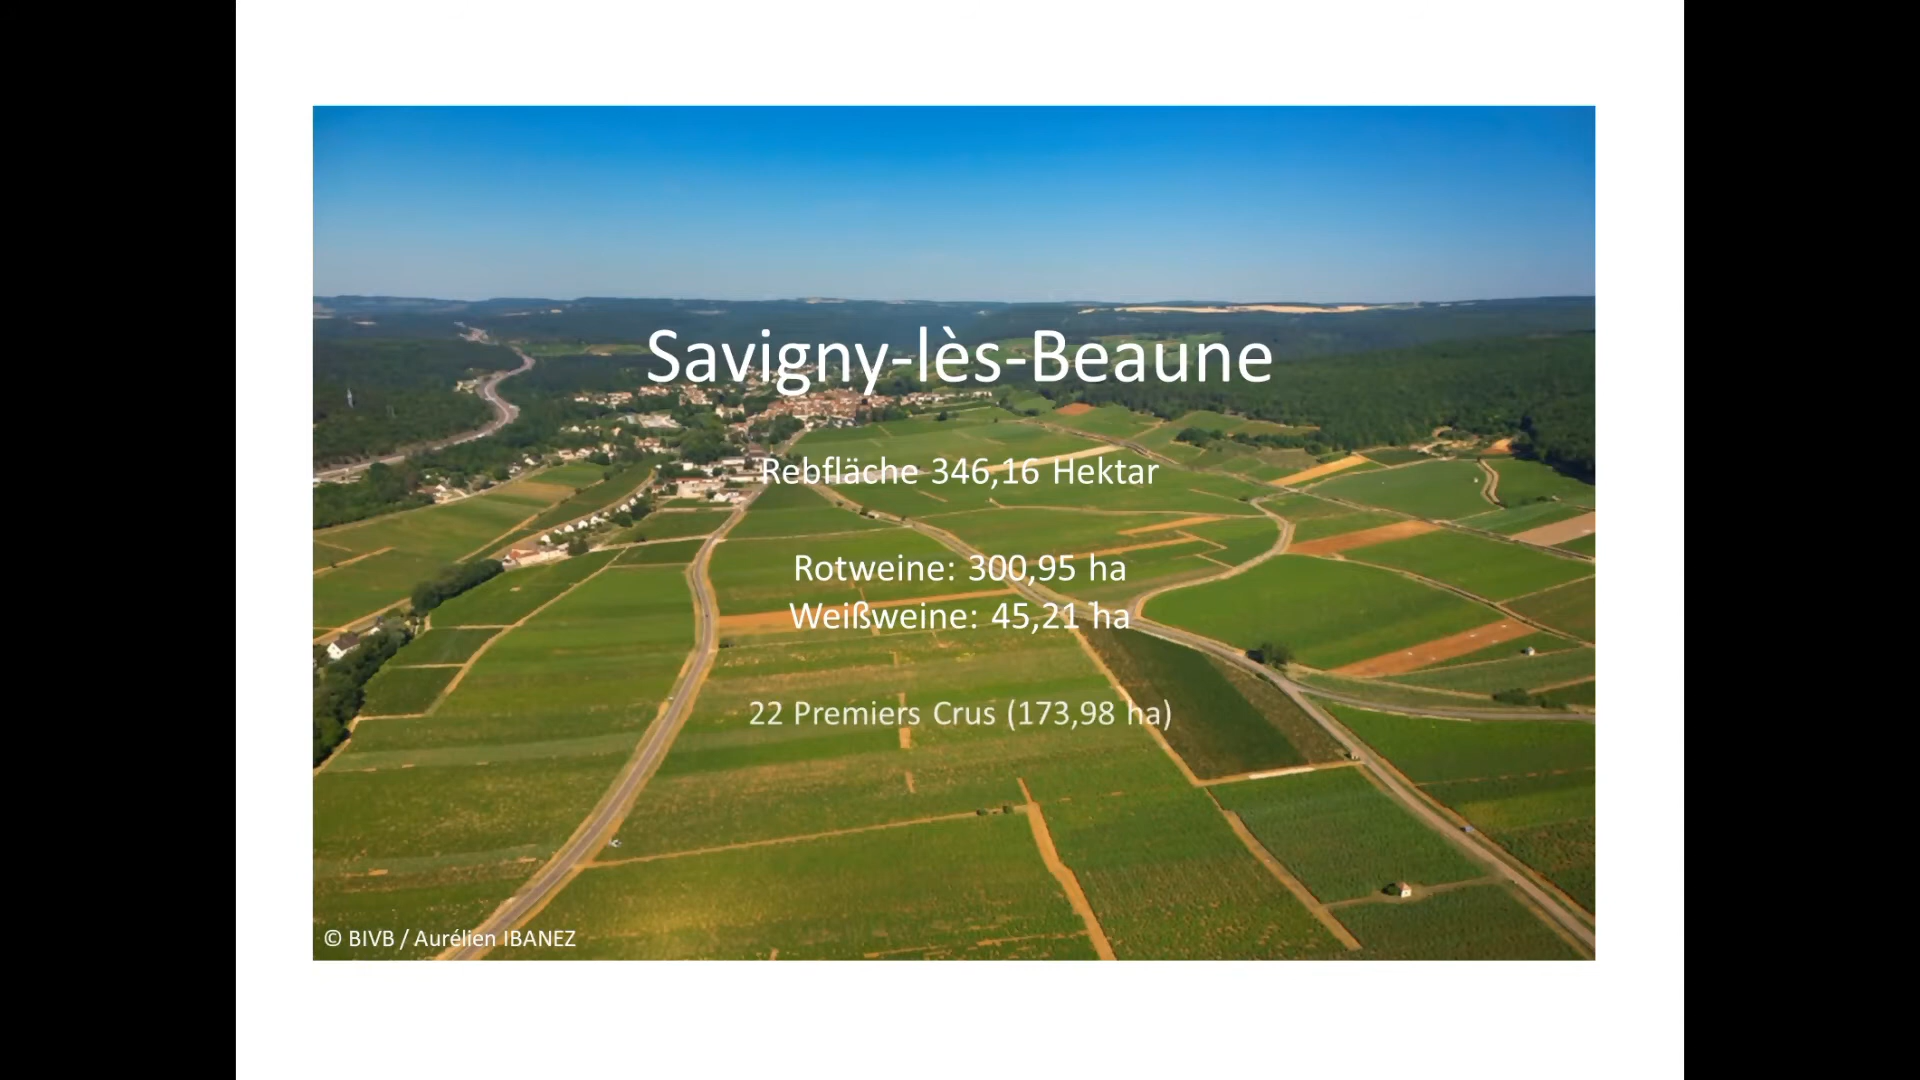 Savigny-lès-Beaune
Rebfläche 346,16 Hektar
Rotweine: 300,95 ha
Weißweine: 45,21 ha
22 Premiers Crus (173,98 ha)
© BIVB / Aurélien IBANEZ